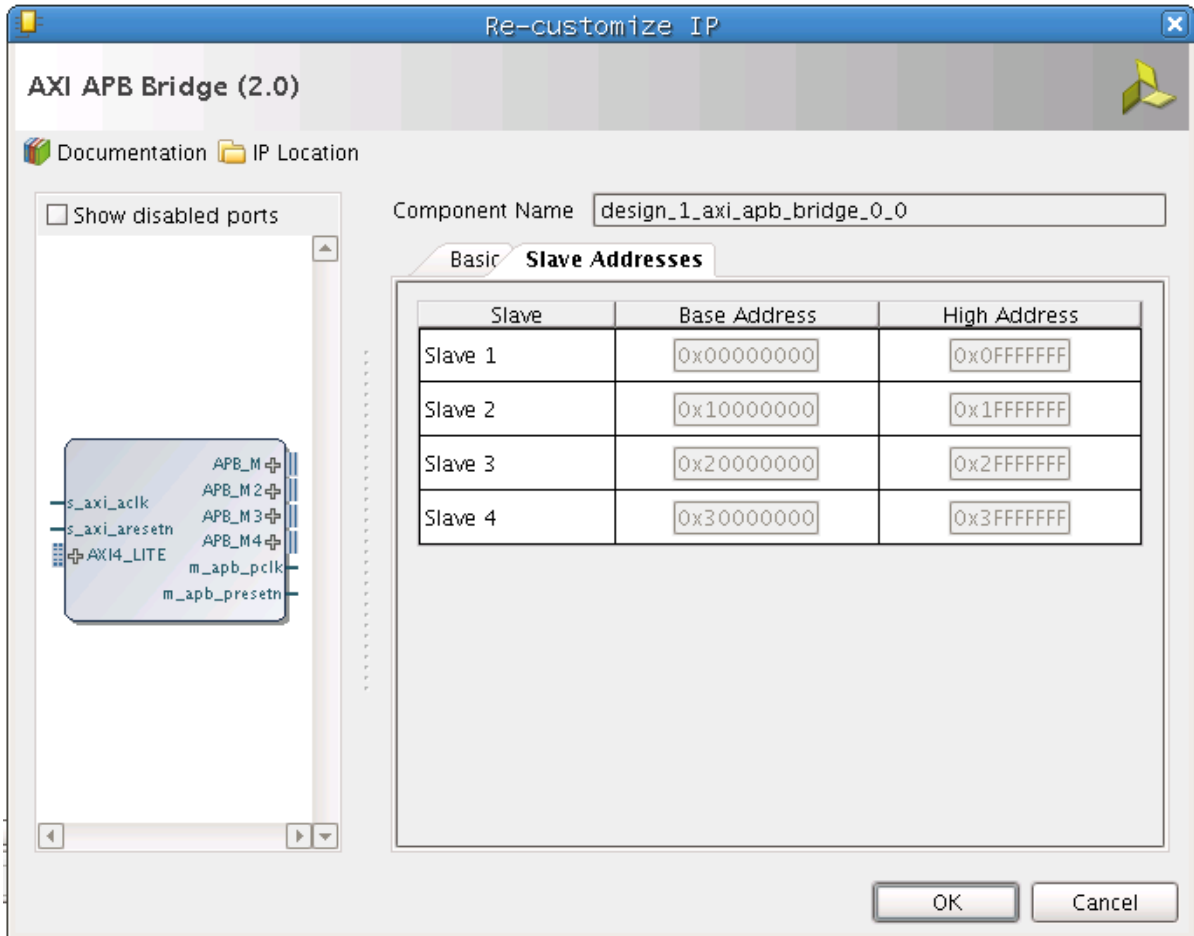 Re-customize IP
AXI APB Bridge (2.0)
Documentation IP Location
Show disabled ports
APB_M
APB_M2
s_axi_aclk
APB_M3
s_axi_aresetn
APB_M4
AXI4_LITE
m_apb_pclk
m_apb_presetn
Component Name design_1_axi_apb_bridge_0_0
Basic Slave Addresses
Slave Base Address High Address
Slave 1 0x00000000 0x0FFFFFFF
Slave 2 0x10000000 0x1FFFFFFF
Slave 3 0x20000000 0x2FFFFFFF
Slave 4 0x30000000 0x3FFFFFFF
OK Cancel